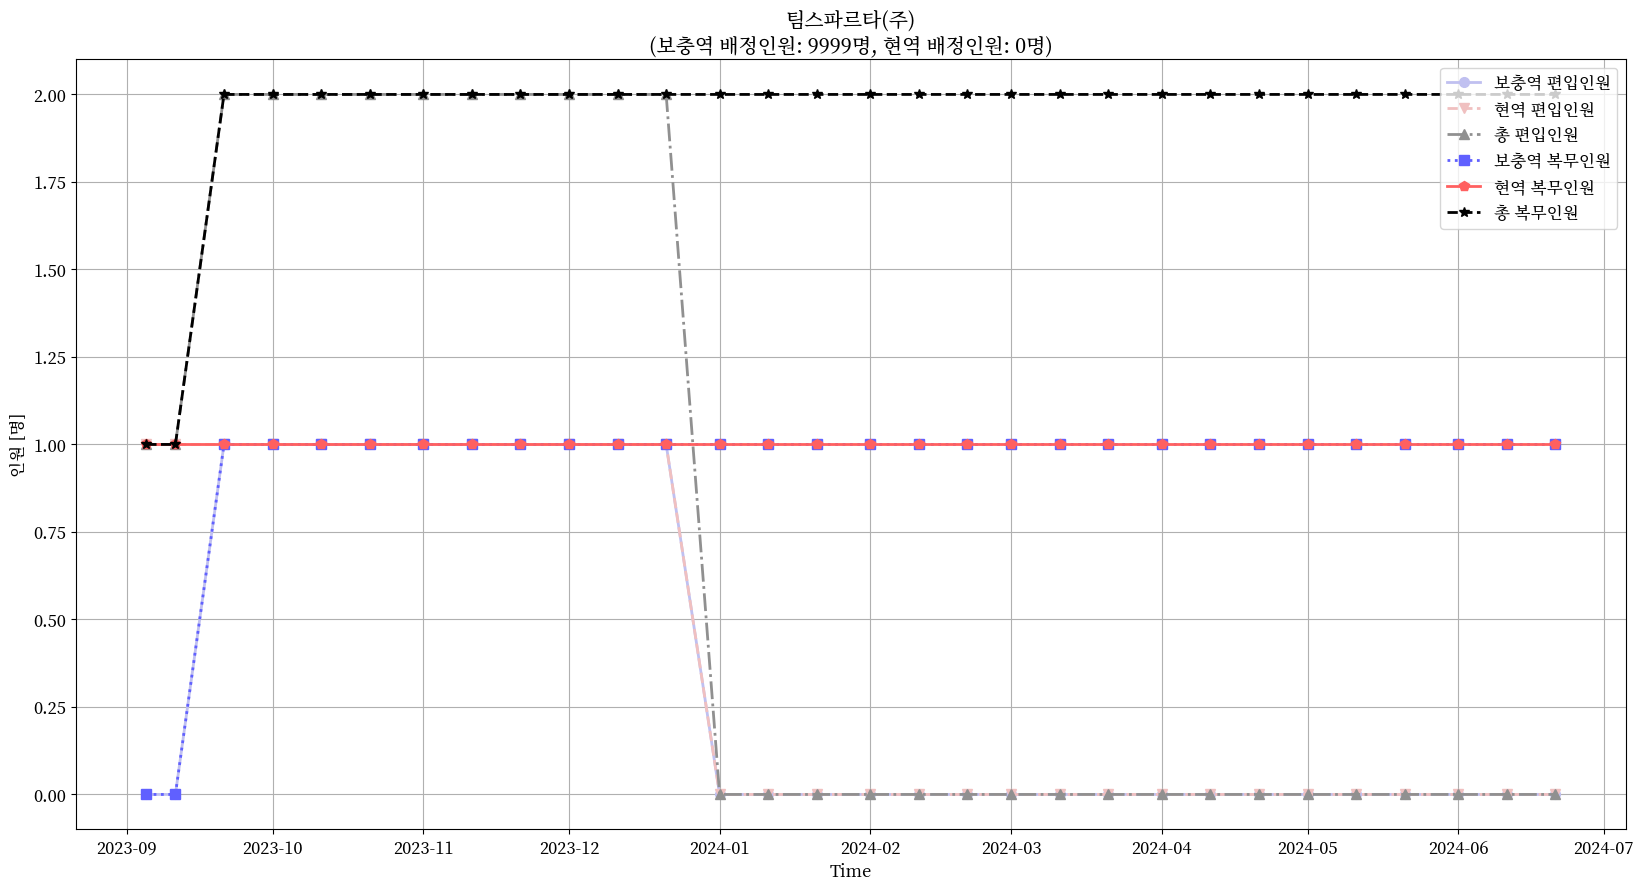 팀스파르타(주)
(보충역 배정인원: 9999명, 현역 배정인원: 0명)
보충역 편입인원
현역 편입인원
총 편입인원
보충역 복무인원
현역 복무인원
총 복무인원
인원 [명]
2.00
1.75
1.50
1.25
1.00
0.75
0.50
0.25
0.00
2023-09 2023-10 2023-11 2023-12 2024-01 2024-02 2024-03 2024-04 2024-05 2024-06 2024-07
Time